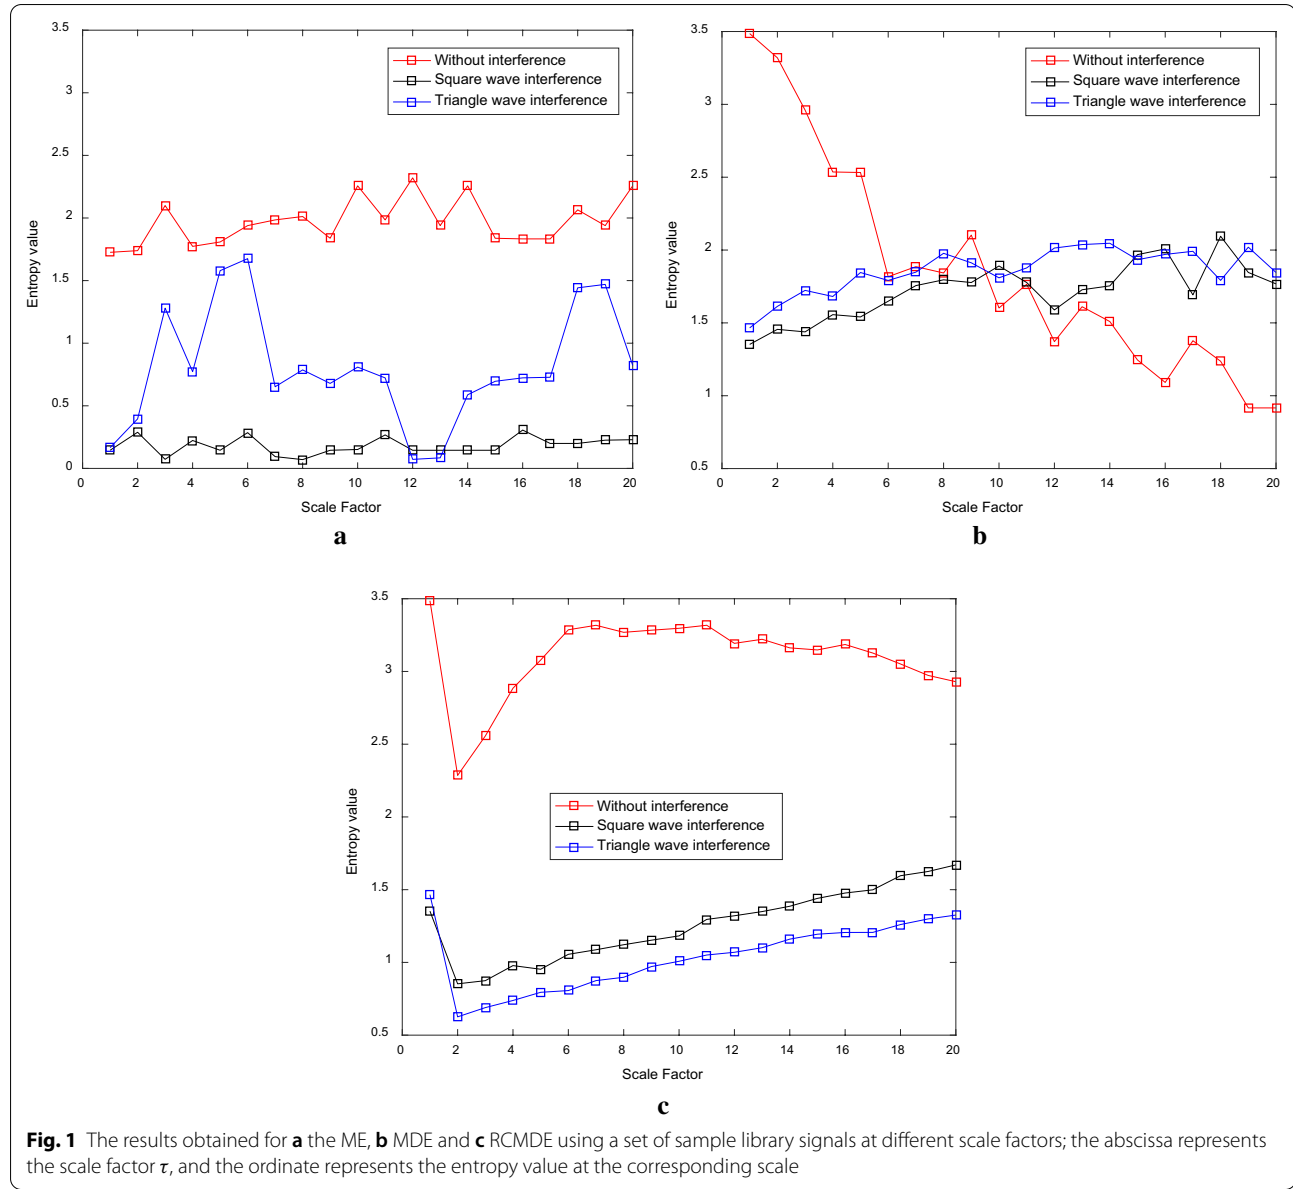 3.5
3
2.5
2
1.5
1
0.5
0
Entropy value
Without interference
Square wave interference
Triangle wave interference
0 2 4 6 8 10 12 14 16 18 20
Scale Factor
a
3.5
3
2.5
2
1.5
1
0.5
Entropy value
Without interference
Square wave interference
Triangle wave interference
0 2 4 6 8 10 12 14 16 18 20
Scale Factor
b
3.5
3
2.5
2
1.5
1
0.5
Entropy value
Without interference
Square wave interference
Triangle wave interference
0 2 4 6 8 10 12 14 16 18 20
Scale Factor
c
Fig. 1 The results obtained for a the ME, b MDE and c RCMDE using a set of sample library signals at different scale factors; the abscissa represents
the scale factor τ, and the ordinate represents the entropy value at the corresponding scale